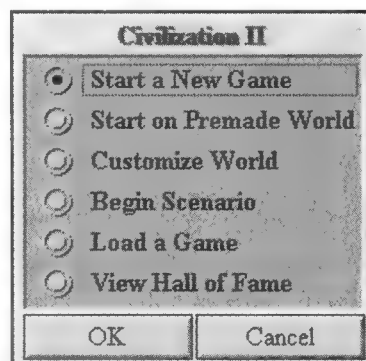 Civilization II
Start a New Game
Start on Premade World
Customize World
Begin Scenario
Load a Game
View Hall of Fame
OK
Cancel